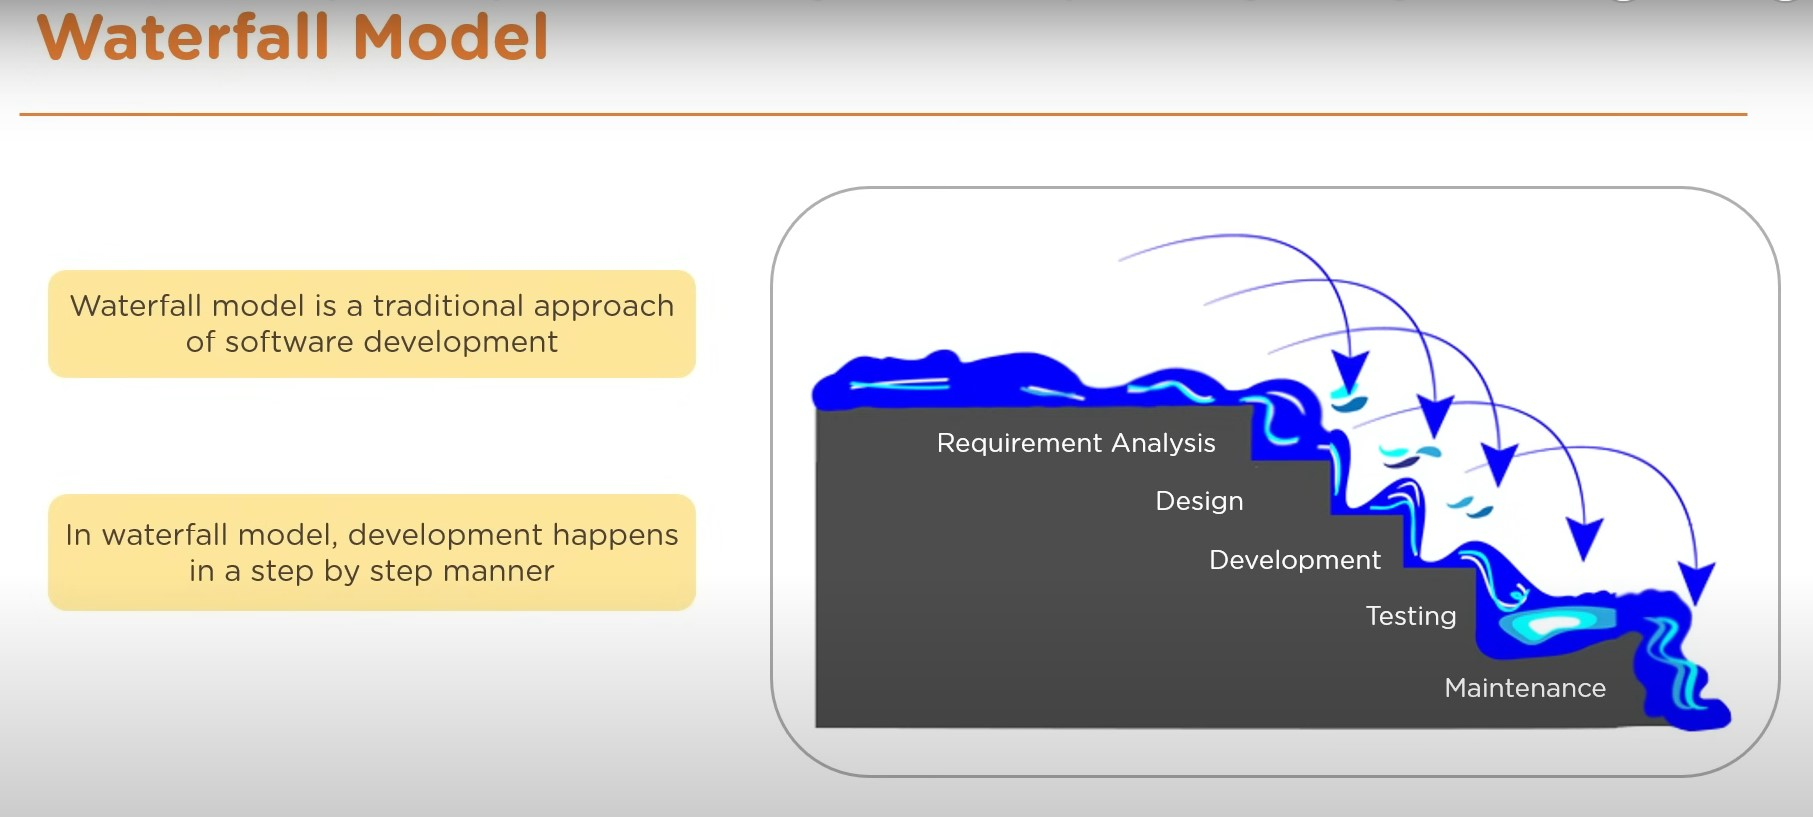 Waterfall Model
Waterfall model is a traditional approach
of software development
In waterfall model, development happens
in a step by step manner
Requirement Analysis
Design
Development
Testing
Maintenance